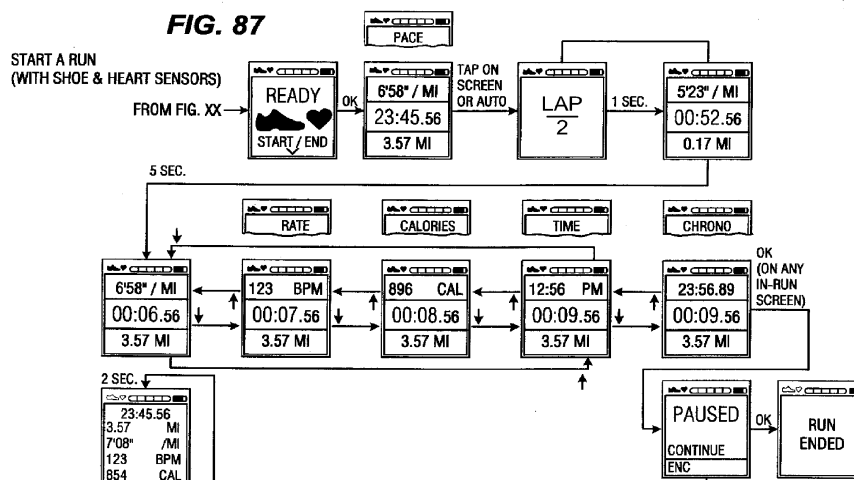 FIG. 87
PACE
START A RUN
(WITH SHOE & HEART SENSORS)
FROM FIG. XX
READY
START / END
OK
6'58" / MI
23:45.56
3.57 MI
TAP ON
SCREEN
OR AUTO
LAP
2
1 SEC.
5'23" / MI
00:52.56
0.17 MI
5 SEC.
RATE
CALORIES
TIME
CHRONO
6'58" / MI
00:06.56
3.57 MI
123 BPM
00:07.56
3.57 MI
896 CAL
00:08.56
3.57 MI
12:56 PM
00:09.56
3.57 MI
23:56.89
00:09.56
3.57 MI
OK
(ON ANY
IN-RUN
SCREEN)
2 SEC.
23:45.56
3.57 MI
7'08" /MI
123 BPM
854 CAL
PAUSED
CONTINUE
ENC
OK
RUN
ENDED